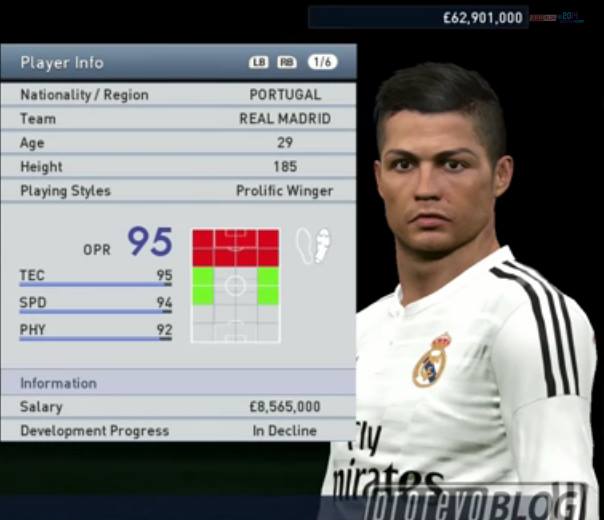 £62,901,000
Player Info LB RB 1/6
Nationality / Region PORTUGAL
Team REAL MADRID
Age 29
Height 185
Playing Styles Prolific Winger
OPR 95
TEC 95
SPD 94
PHY 92
Information
Salary £8,565,000
Development Progress In Decline
Fly
mirates
BLOG